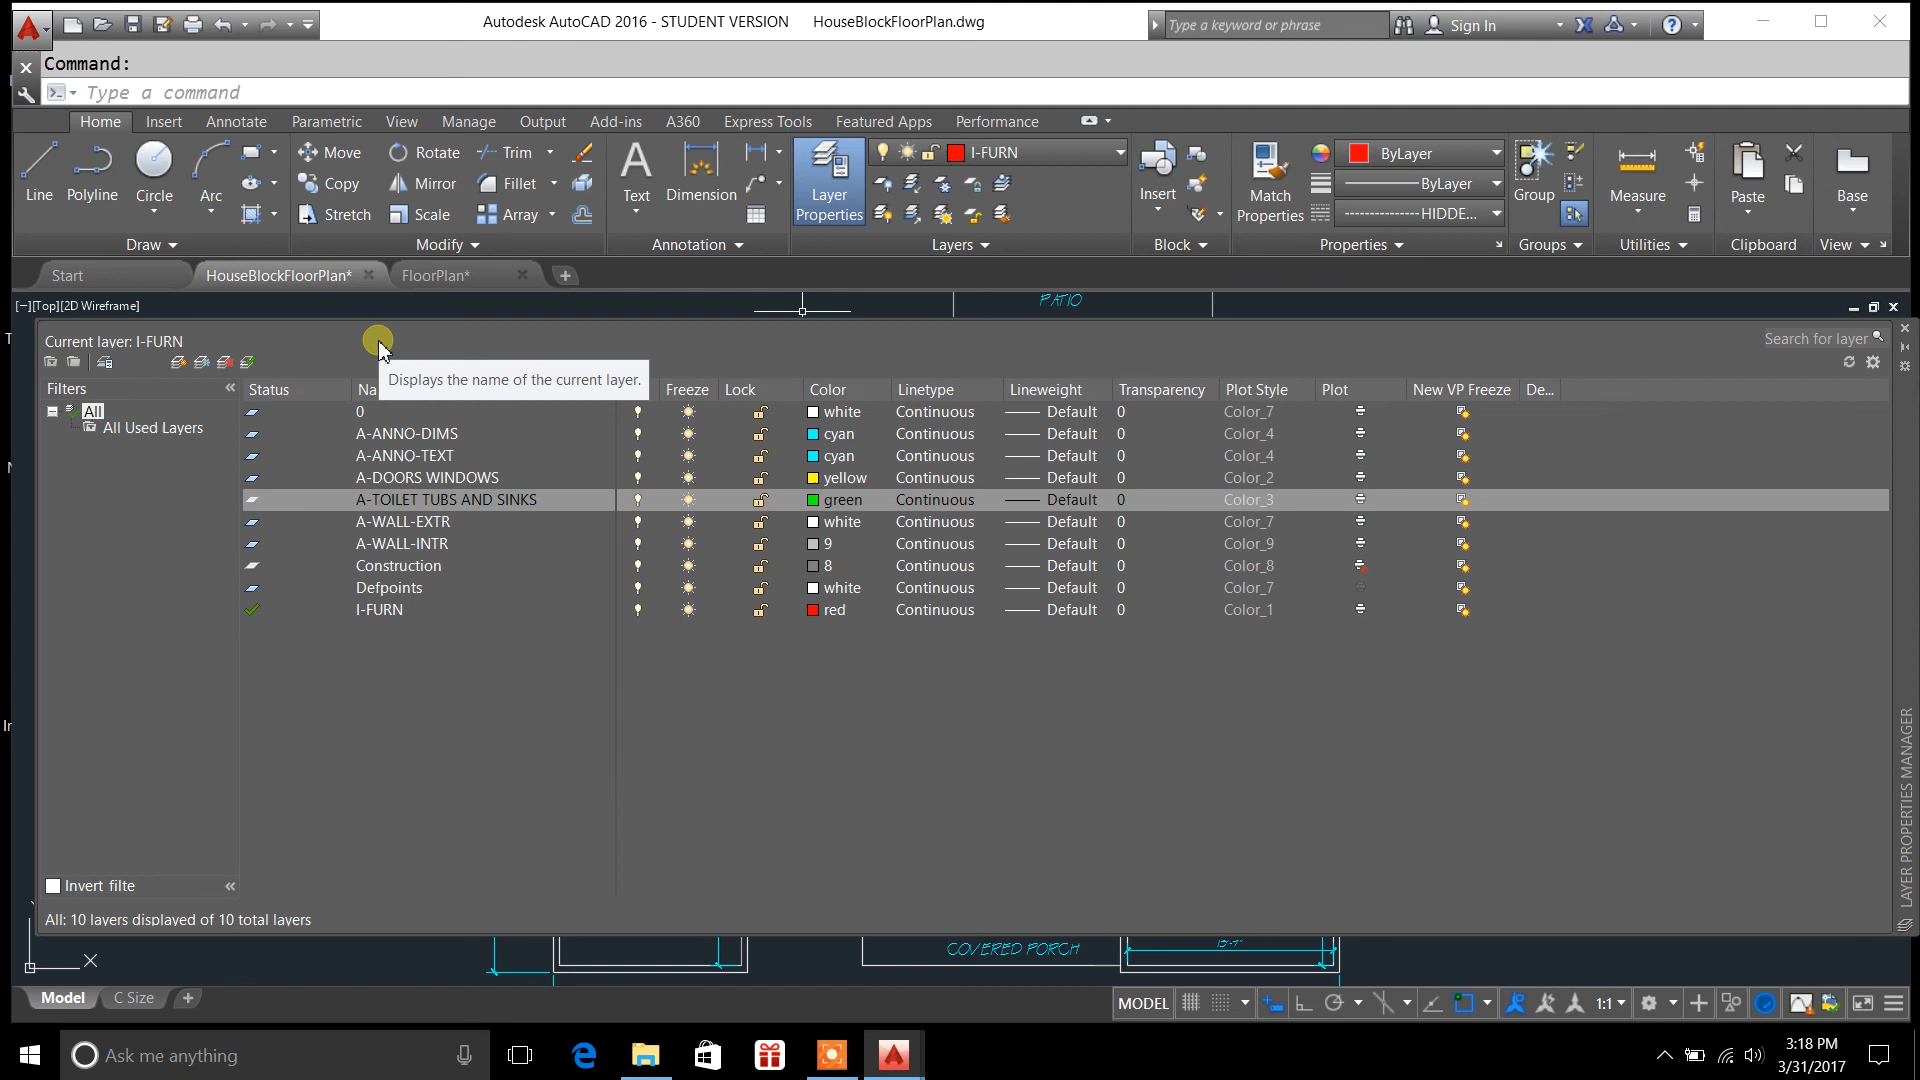 Autodesk AutoCAD 2016 - STUDENT VERSION HouseBlockFloorPlan.dwg
Type a keyword or phrase
Sign In
Command:
Type a command
Home Insert Annotate Parametric View Manage Output Add-ins A360 Express Tools Featured Apps Performance
Line Polyline Circle Arc
Move Rotate Trim
Copy Mirror Fillet
Stretch Scale Array
Text Dimension
Layer Properties
I-FURN
Insert
Match Properties
ByLayer
ByLayer
HIDDE...
Group Measure Paste Base
Draw Modify Annotation Layers Block Properties Groups Utilities Clipboard View
Start HouseBlockFloorPlan* FloorPlan*
[−][Top][2D Wireframe]
PATIO
Current layer: I-FURN
Search for layer
Displays the name of the current layer.
Filters
All
All Used Layers
Status Na Freeze Lock Color Linetype Lineweight Transparency Plot Style Plot New VP Freeze De...
0 white Continuous Default 0 Color_7
A-ANNO-DIMS cyan Continuous Default 0 Color_4
A-ANNO-TEXT cyan Continuous Default 0 Color_4
A-DOORS WINDOWS yellow Continuous Default 0 Color_2
A-TOILET TUBS AND SINKS green Continuous Default 0 Color_3
A-WALL-EXTR white Continuous Default 0 Color_7
A-WALL-INTR 9 Continuous Default 0 Color_9
Construction 8 Continuous Default 0 Color_8
Defpoints white Continuous Default 0 Color_7
I-FURN red Continuous Default 0 Color_1
LAYER PROPERTIES MANAGER
Invert filte
All: 10 layers displayed of 10 total layers
COVERED PORCH
X
Model C Size
MODEL
1:1
Ask me anything
3:18 PM
3/31/2017